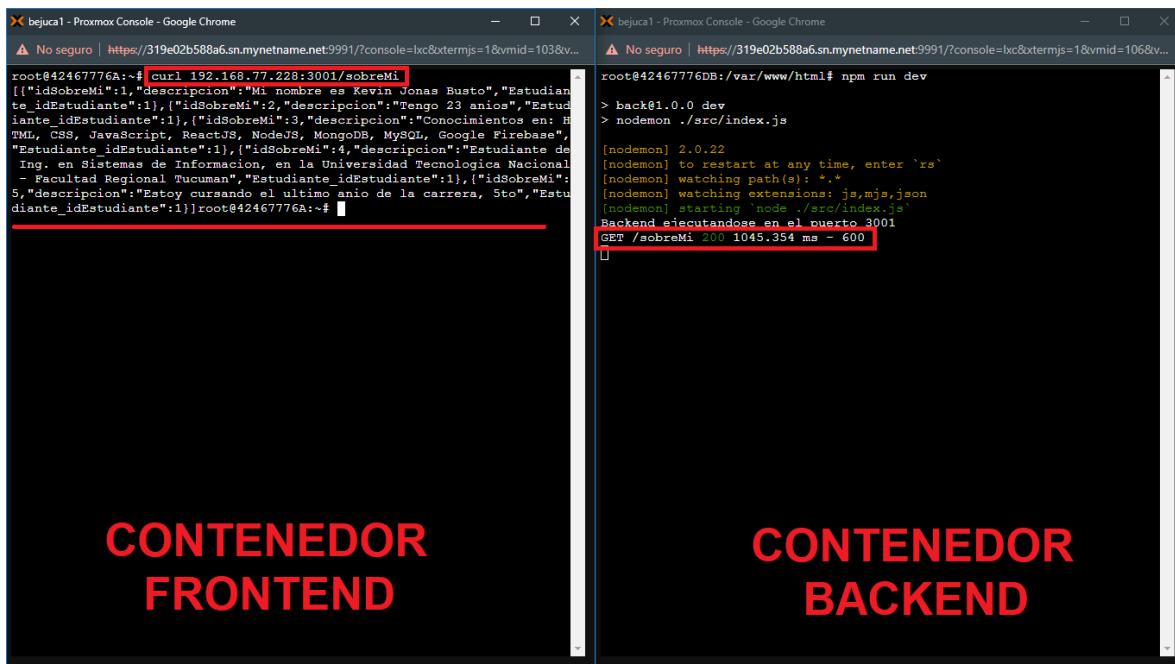 bejuca1 - Proxmox Console - Google Chrome
No seguro | https://319e02b588a6.sn.mynetname.net:9991/?console=lxc&xtermjs=1&vmid=103&v...
root@42467776A:~# curl 192.168.77.228:3001/sobreMi
[{"idSobreMi":1,"descripcion":"Mi nombre es Kevin Jonas Busto","Estudian
te_idEstudiante":1},{"idSobreMi":2,"descripcion":"Tengo 23 anios","Estud
iante_idEstudiante":1},{"idSobreMi":3,"descripcion":"Conocimientos en: H
TML, CSS, JavaScript, ReactJS, NodeJS, MongoDB, MySQL, Google Firebase",
"Estudiante_idEstudiante":1},{"idSobreMi":4,"descripcion":"Estudiante de
 Ing. en Sistemas de Informacion, en la Universidad Tecnologica Nacional
 - Facultad Regional Tucuman","Estudiante_idEstudiante":1},{"idSobreMi":
5,"descripcion":"Estoy cursando el ultimo anio de la carrera, 5to","Estu
diante_idEstudiante":1}]root@42467776A:~#
CONTENEDOR
FRONTEND
bejuca1 - Proxmox Console - Google Chrome
No seguro | https://319e02b588a6.sn.mynetname.net:9991/?console=lxc&xtermjs=1&vmid=106&v...
root@42467776DB:/var/www/html# npm run dev
> back@1.0.0 dev
> nodemon ./src/index.js
[nodemon] 2.0.22
[nodemon] to restart at any time, enter `rs`
[nodemon] watching path(s): *.*
[nodemon] watching extensions: js,mjs,json
[nodemon] starting `node ./src/index.js`
Backend ejecutandose en el puerto 3001
GET /sobreMi 200 1045.354 ms - 600
CONTENEDOR
BACKEND